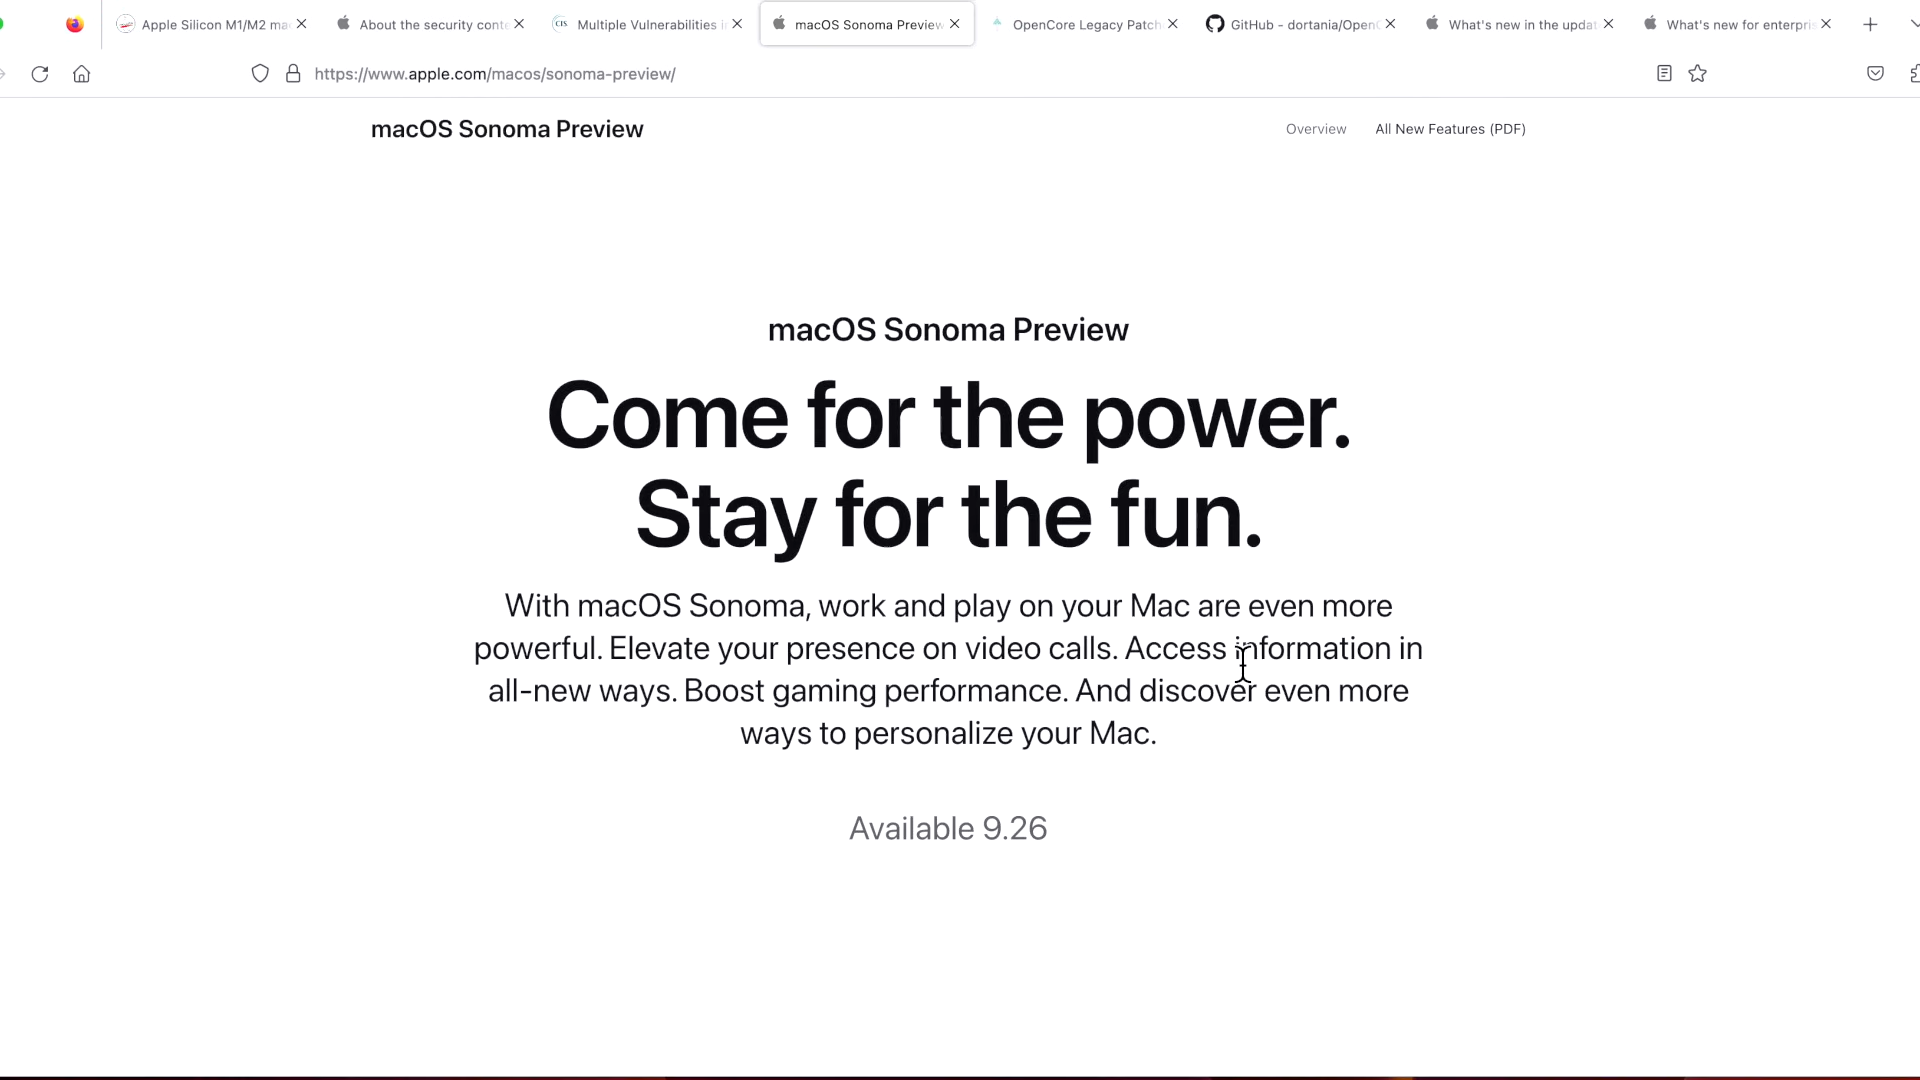 Apple Silicon M1/M2 mac
About the security conte
CIS. Multiple Vulnerabilities i
macOS Sonoma Preview
OpenCore Legacy Patch
GitHub - dortania/OpenC
What's new in the updat
What's new for enterpris
https://www.apple.com/macos/sonoma-preview/
macOS Sonoma Preview
Overview
All New Features (PDF)
macOS Sonoma Preview
Come for the power.
Stay for the fun.
With macOS Sonoma, work and play on your Mac are even more
powerful. Elevate your presence on video calls. Access information in
all-new ways. Boost gaming performance. And discover even more
ways to personalize your Mac.
Available 9.26